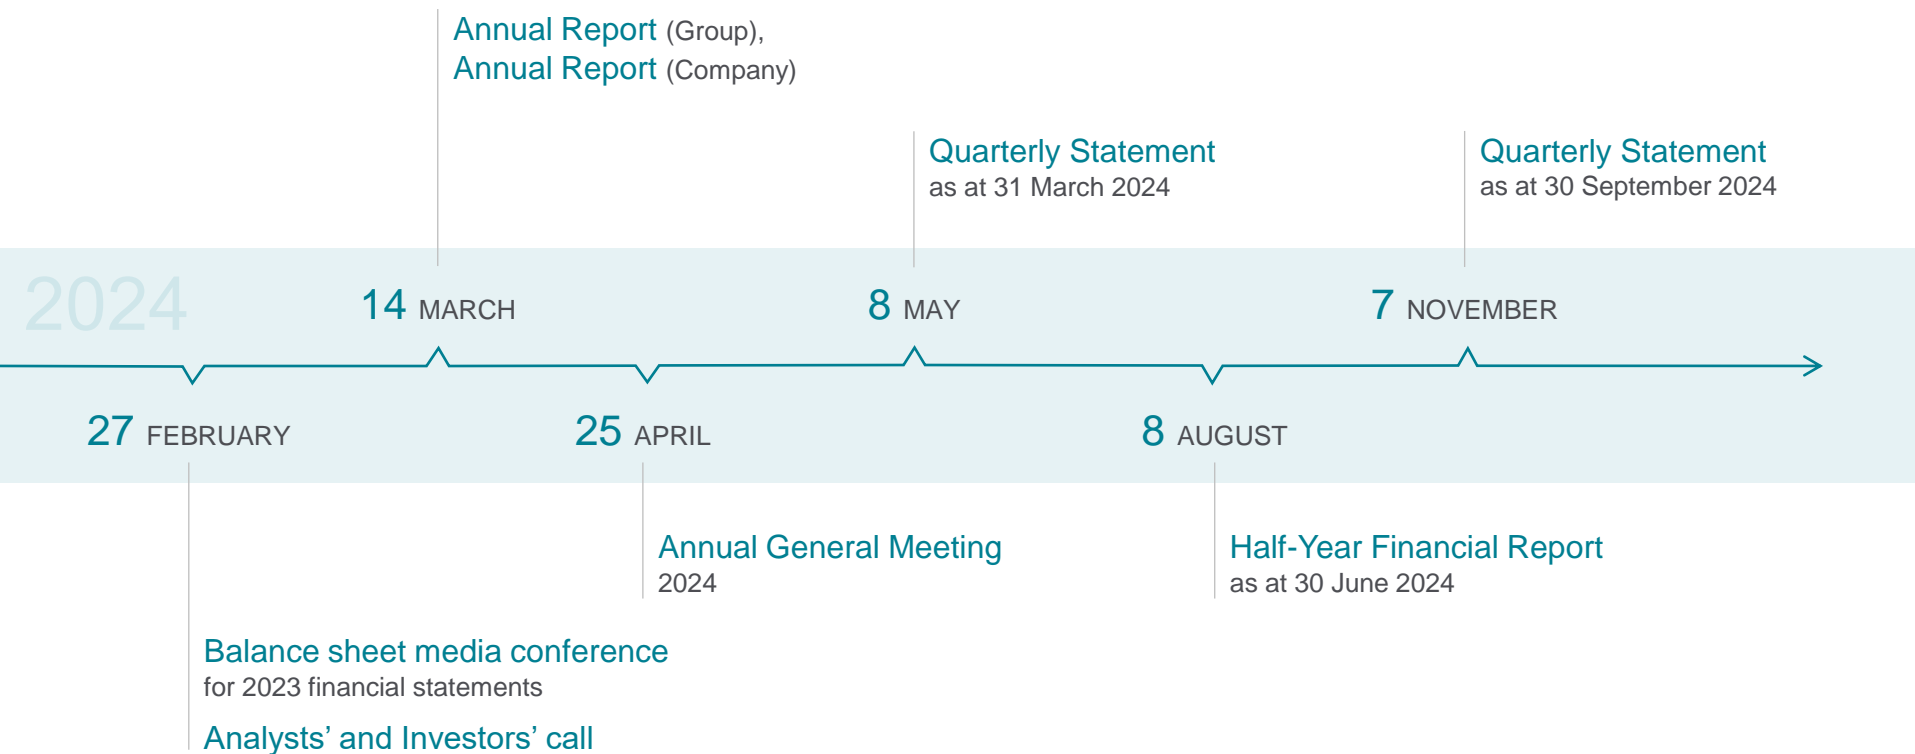 Annual Report (Group),
Annual Report (Company)
Quarterly Statement
as at 31 March 2024
Quarterly Statement
as at 30 September 2024
2024
14 MARCH
8 MAY
7 NOVEMBER
27 FEBRUARY
25 APRIL
8 AUGUST
Annual General Meeting
2024
Half-Year Financial Report
as at 30 June 2024
Balance sheet media conference
for 2023 financial statements
Analysts’ and Investors’ call